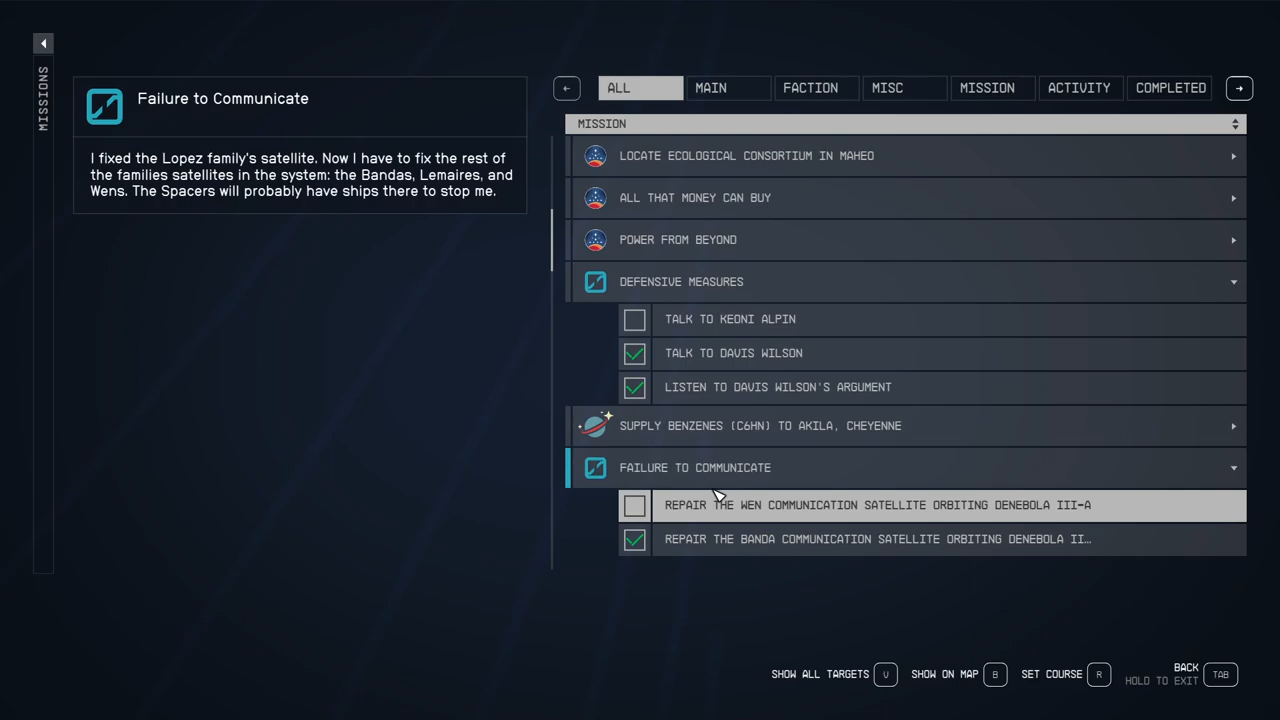 MISSIONS
Failure to Communicate
I fixed the Lopez family's satellite. Now I have to fix the rest of
the families satellites in the system: the Bandas, Lemaires, and
Wens. The Spacers will probably have ships there to stop me.
ALL
MAIN
FACTION
MISC
MISSION
ACTIVITY
COMPLETED
MISSION
LOCATE ECOLOGICAL CONSORTIUM IN MAHEO
ALL THAT MONEY CAN BUY
POWER FROM BEYOND
DEFENSIVE MEASURES
TALK TO KEONI ALPIN
TALK TO DAVIS WILSON
LISTEN TO DAVIS WILSON'S ARGUMENT
SUPPLY BENZENES (C6HN) TO AKILA, CHEYENNE
FAILURE TO COMMUNICATE
REPAIR THE WEN COMMUNICATION SATELLITE ORBITING DENEBOLA III-A
REPAIR THE BANDA COMMUNICATION SATELLITE ORBITING DENEBOLA II...
SHOW ALL TARGETS V
SHOW ON MAP B
SET COURSE R
BACK
HOLD TO EXIT
TAB